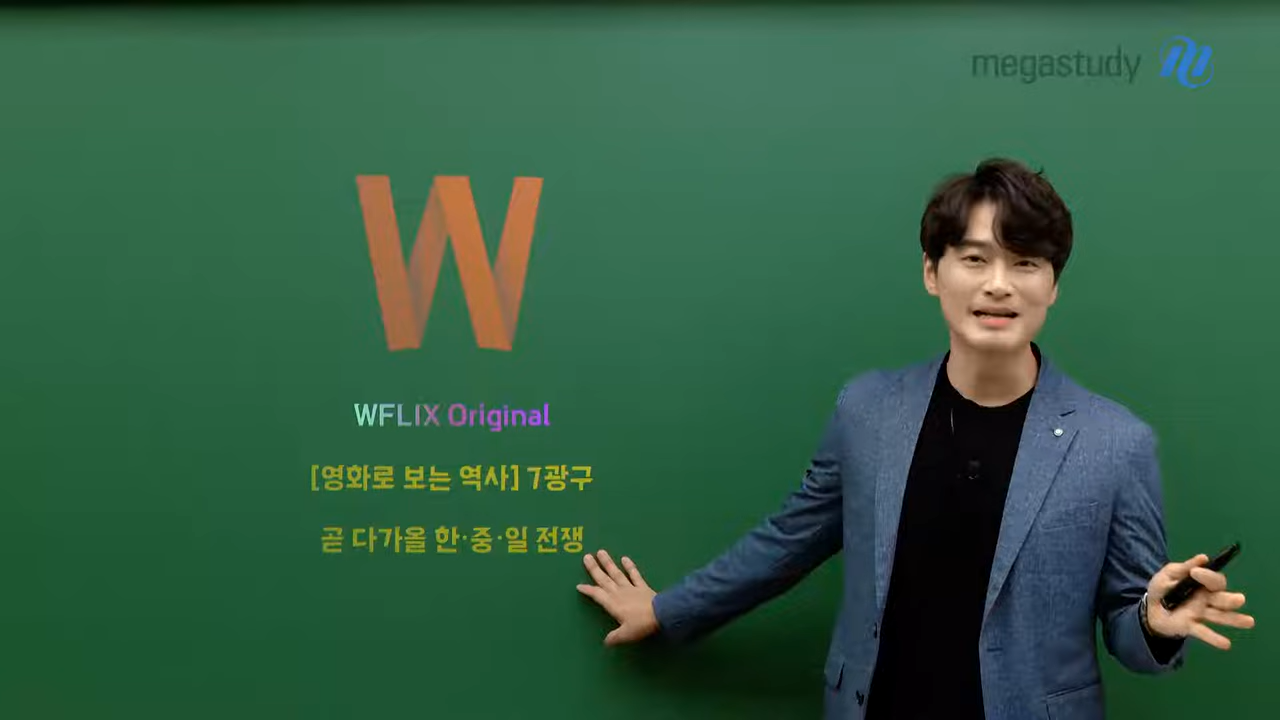 megastudy
W
WFLIX Original
[영화로 보는 역사] 7광구
곧 다가올 한·중·일 전쟁